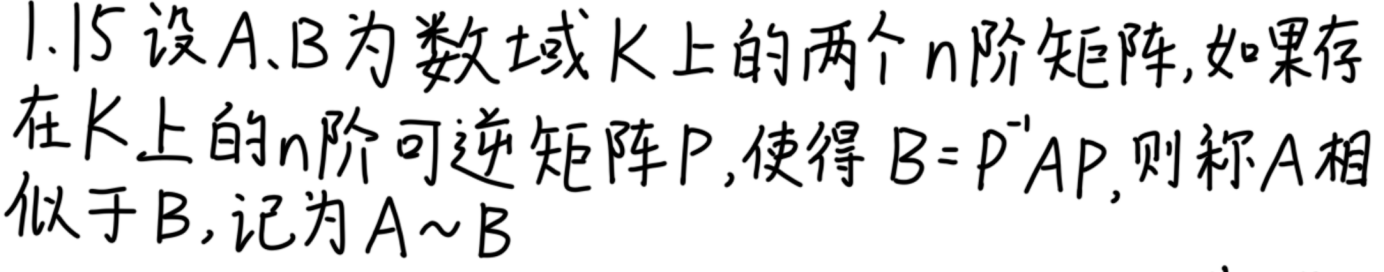 1.15 设A、B为数域K上的两个n阶矩阵,如果存
在K上的n阶可逆矩阵P,使得 B=P⁻¹AP,则称A相
似于B,记为A~B